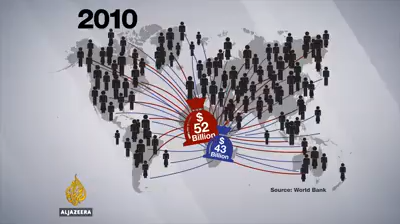 2010
$
52
Billion
$
43
Billion
Source: World Bank
ALJAZEERA